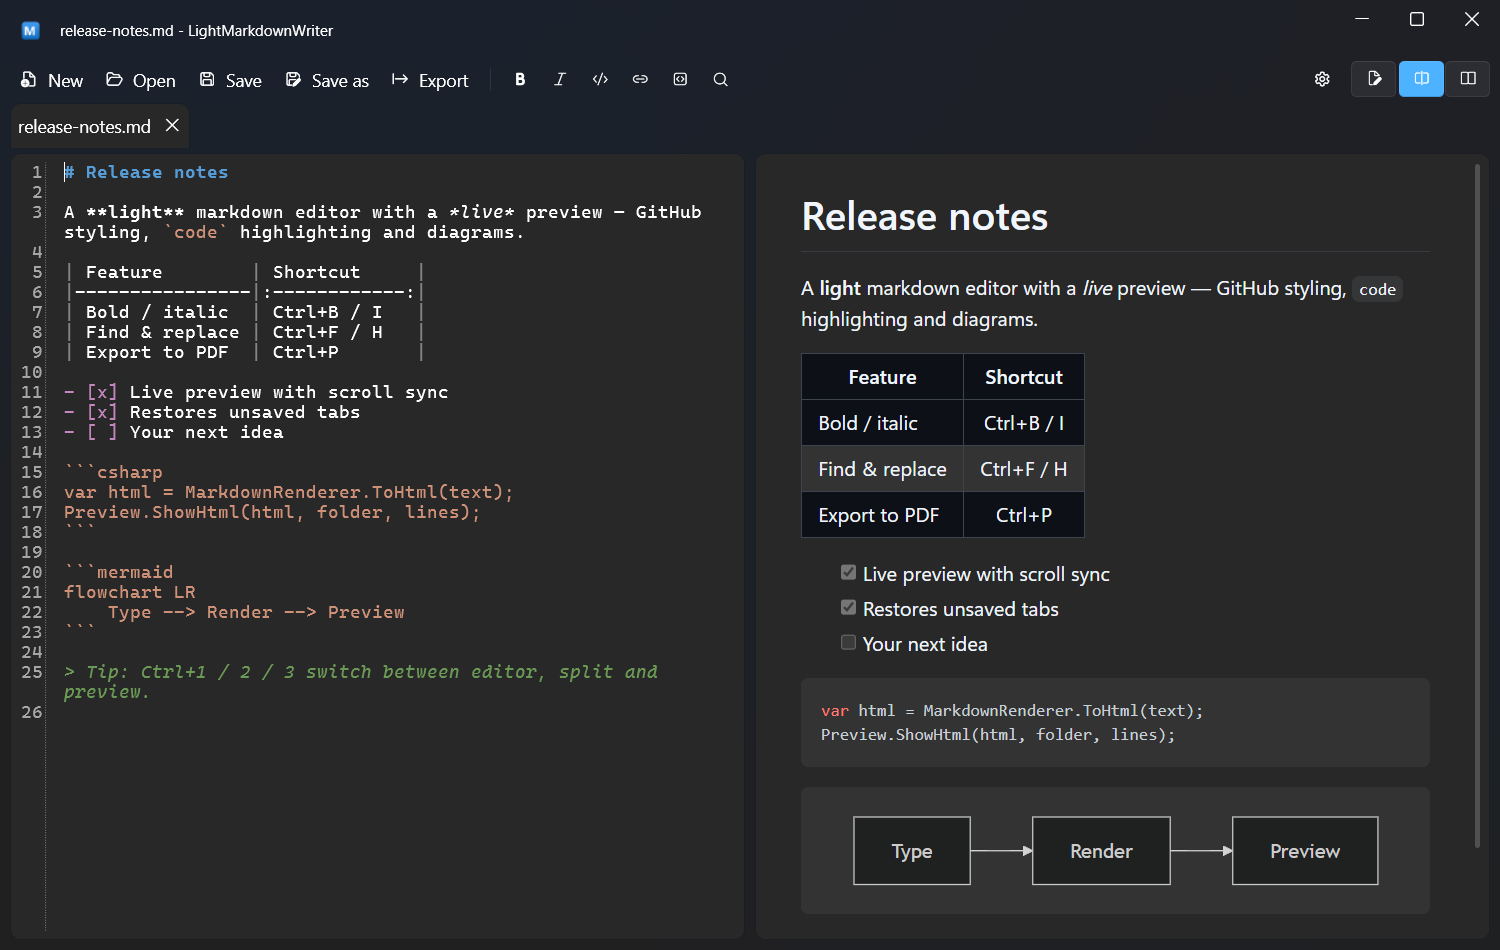 M release-notes.md - LightMarkdownWriter
New Open Save Save as Export B I
release-notes.md
1 # Release notes
2
3 A **light** markdown editor with a *live* preview — GitHub
styling, `code` highlighting and diagrams.
4
5 | Feature | Shortcut |
6 |----------------|:------------:|
7 | Bold / italic | Ctrl+B / I |
8 | Find & replace | Ctrl+F / H |
9 | Export to PDF | Ctrl+P |
10
11 - [x] Live preview with scroll sync
12 - [x] Restores unsaved tabs
13 - [ ] Your next idea
14
15 ```csharp
16 var html = MarkdownRenderer.ToHtml(text);
17 Preview.ShowHtml(html, folder, lines);
18 ```
19
20 ```mermaid
21 flowchart LR
22 Type --> Render --> Preview
23 ```
24
25 > Tip: Ctrl+1 / 2 / 3 switch between editor, split and
preview.
26
Release notes
A light markdown editor with a live preview — GitHub styling, code
highlighting and diagrams.
Feature Shortcut
Bold / italic Ctrl+B / I
Find & replace Ctrl+F / H
Export to PDF Ctrl+P
Live preview with scroll sync
Restores unsaved tabs
Your next idea
var html = MarkdownRenderer.ToHtml(text);
Preview.ShowHtml(html, folder, lines);
Type Render Preview